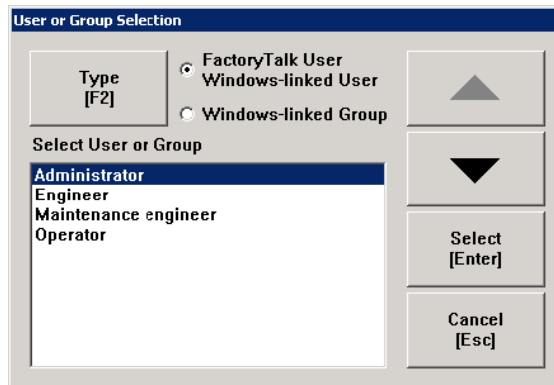 User or Group Selection
Type
[F2]
FactoryTalk User
Windows-linked User
Windows-linked Group
Select User or Group
Administrator
Engineer
Maintenance engineer
Operator
Select
[Enter]
Cancel
[Esc]